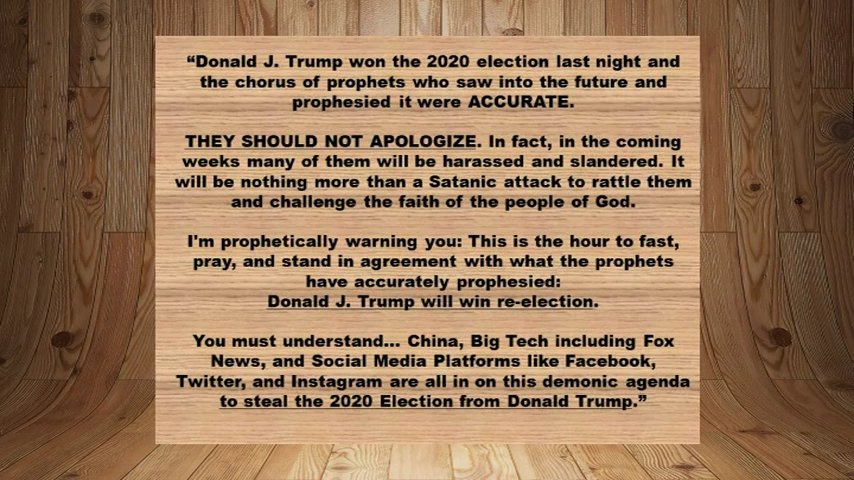 “Donald J. Trump won the 2020 election last night and
the chorus of prophets who saw into the future and
prophesied it were ACCURATE.
THEY SHOULD NOT APOLOGIZE. In fact, in the coming
weeks many of them will be harassed and slandered. It
will be nothing more than a Satanic attack to rattle them
and challenge the faith of the people of God.
I'm prophetically warning you: This is the hour to fast,
pray, and stand in agreement with what the prophets
have accurately prophesied:
Donald J. Trump will win re-election.
You must understand... China, Big Tech including Fox
News, and Social Media Platforms like Facebook,
Twitter, and Instagram are all in on this demonic agenda
to steal the 2020 Election from Donald Trump.”